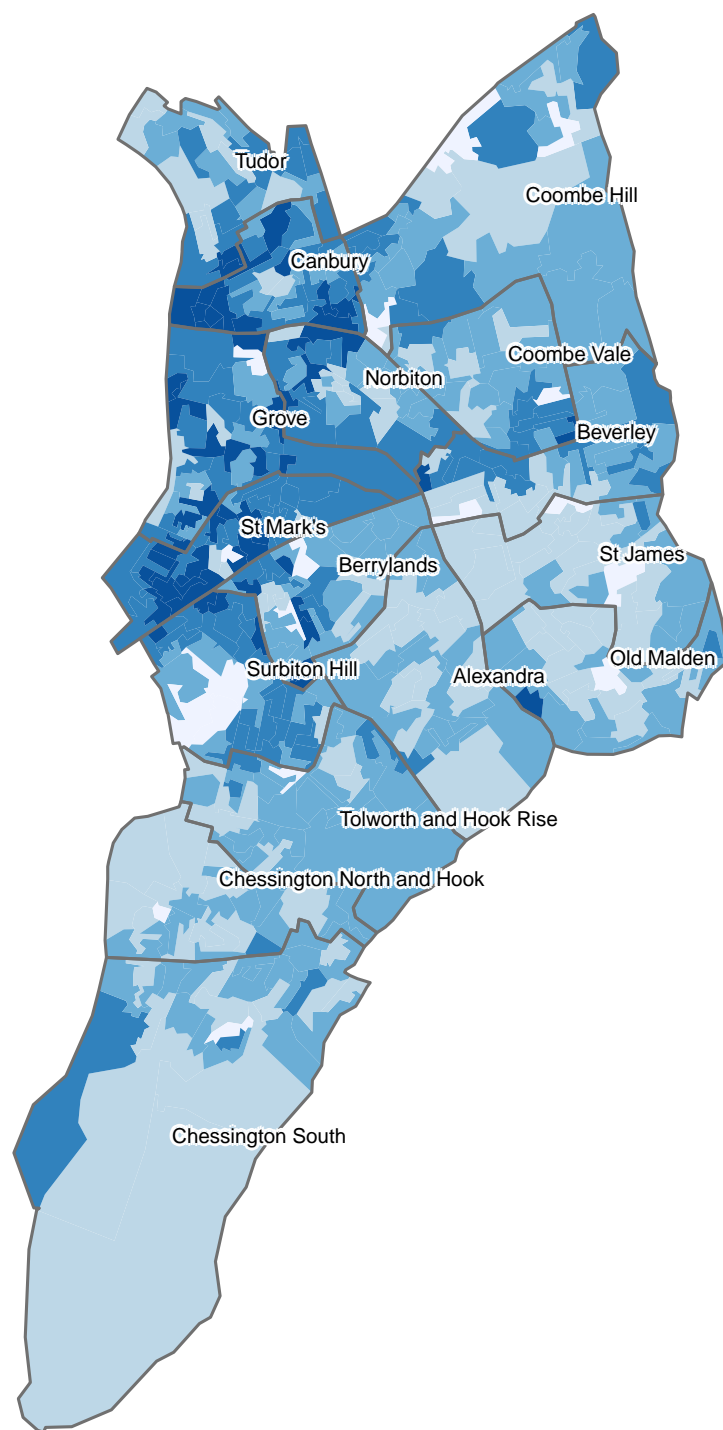 Tudor
Coombe Hill
Canbury
Coombe Vale
Norbiton
Grove
Beverley
St Mark's
St James
Berrylands
Old Malden
Surbiton Hill
Alexandra
Tolworth and Hook Rise
Chessington North and Hook
Chessington South